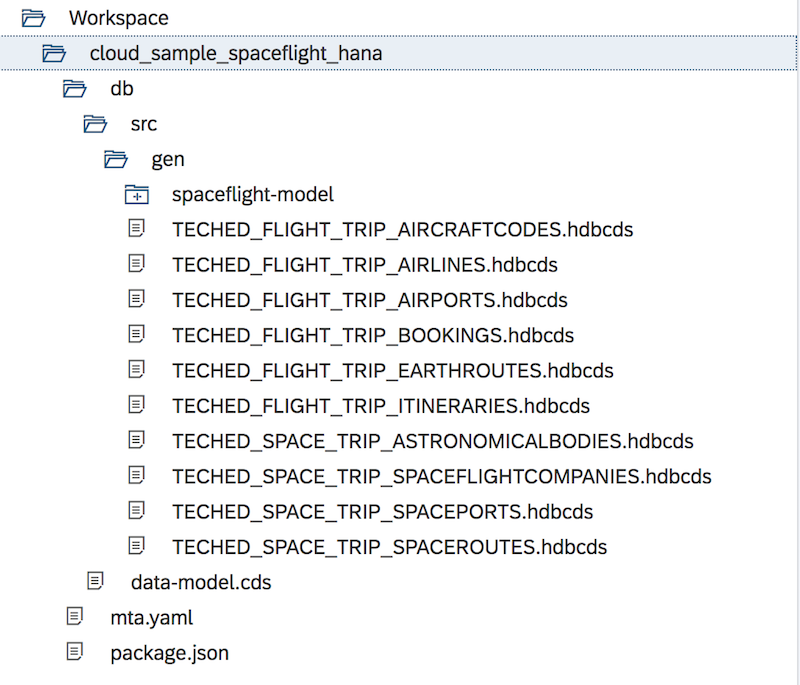 Workspace
cloud_sample_spaceflight_hana
db
src
gen
spaceflight-model
TECHED_FLIGHT_TRIP_AIRCRAFTCODES.hdbcds
TECHED_FLIGHT_TRIP_AIRLINES.hdbcds
TECHED_FLIGHT_TRIP_AIRPORTS.hdbcds
TECHED_FLIGHT_TRIP_BOOKINGS.hdbcds
TECHED_FLIGHT_TRIP_EARTHROUTES.hdbcds
TECHED_FLIGHT_TRIP_ITINERARIES.hdbcds
TECHED_SPACE_TRIP_ASTRONOMICALBODIES.hdbcds
TECHED_SPACE_TRIP_SPACEFLIGHTCOMPANIES.hdbcds
TECHED_SPACE_TRIP_SPACEPORTS.hdbcds
TECHED_SPACE_TRIP_SPACEROUTES.hdbcds
data-model.cds
mta.yaml
package.json